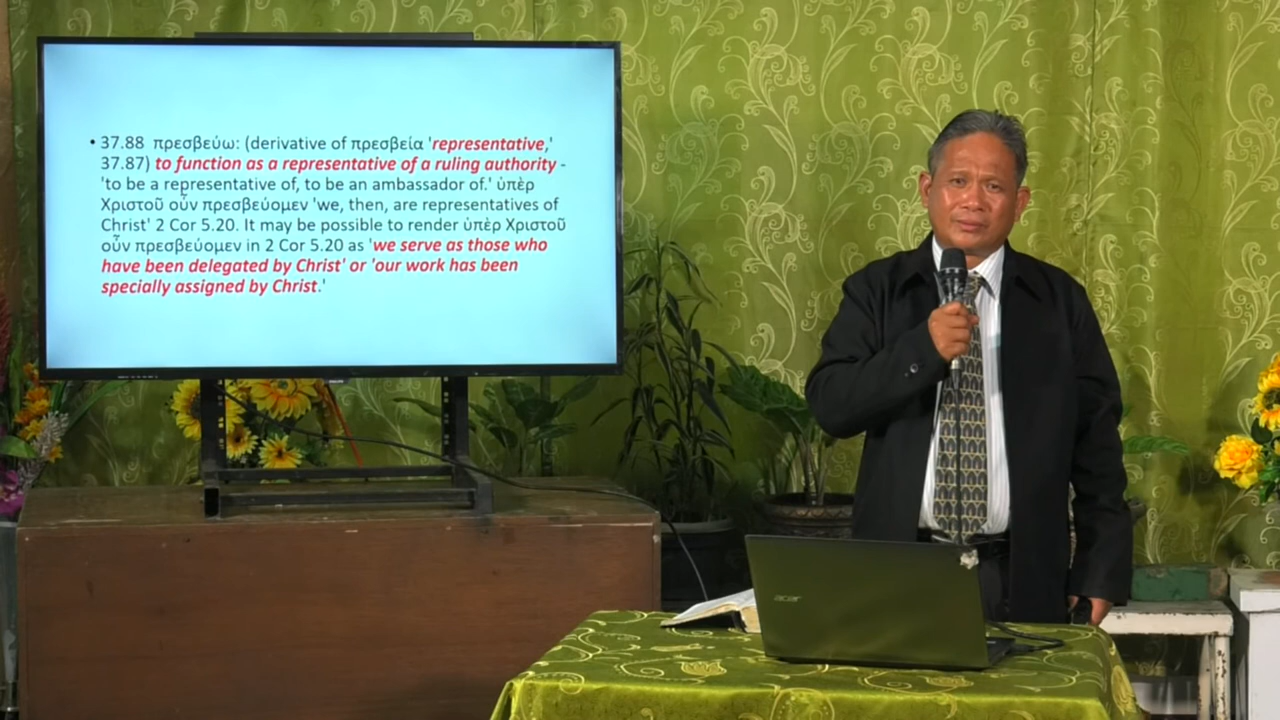 • 37.88 πρεσβεύω: (derivative of πρεσβεία 'representative,'
37.87) to function as a representative of a ruling authority -
'to be a representative of, to be an ambassador of.' ὑπὲρ
Χριστοῦ οὖν πρεσβεύομεν 'we, then, are representatives of
Christ' 2 Cor 5.20. It may be possible to render ὑπὲρ Χριστοῦ
οὖν πρεσβεύομεν in 2 Cor 5.20 as 'we serve as those who
have been delegated by Christ' or 'our work has been
specially assigned by Christ.'
acer